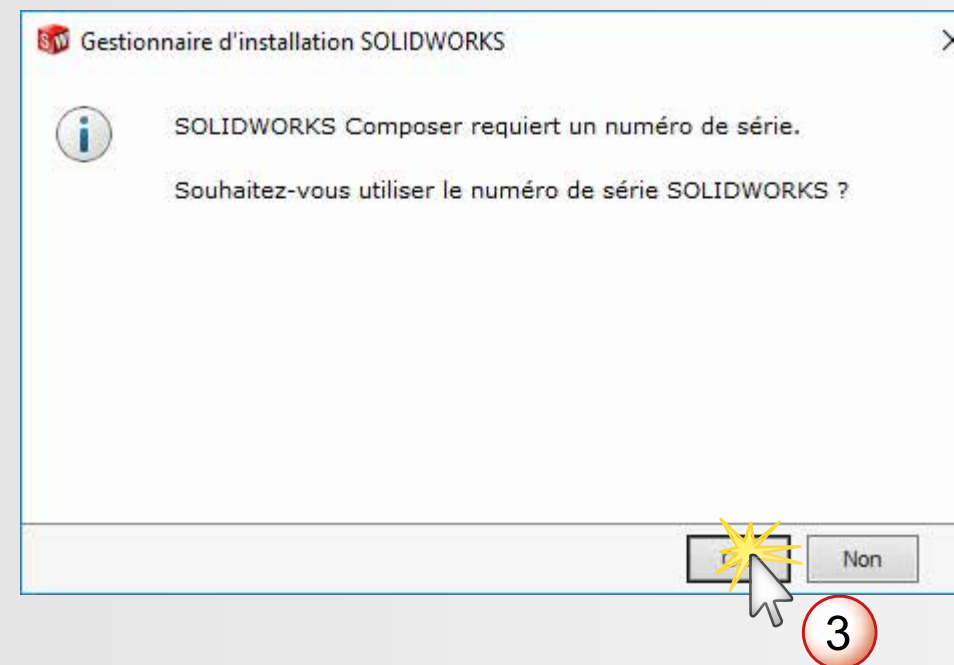 Gestionnaire d'installation SOLIDWORKS
SOLIDWORKS Composer requiert un numéro de série.
Souhaitez-vous utiliser le numéro de série SOLIDWORKS ?
Non
3